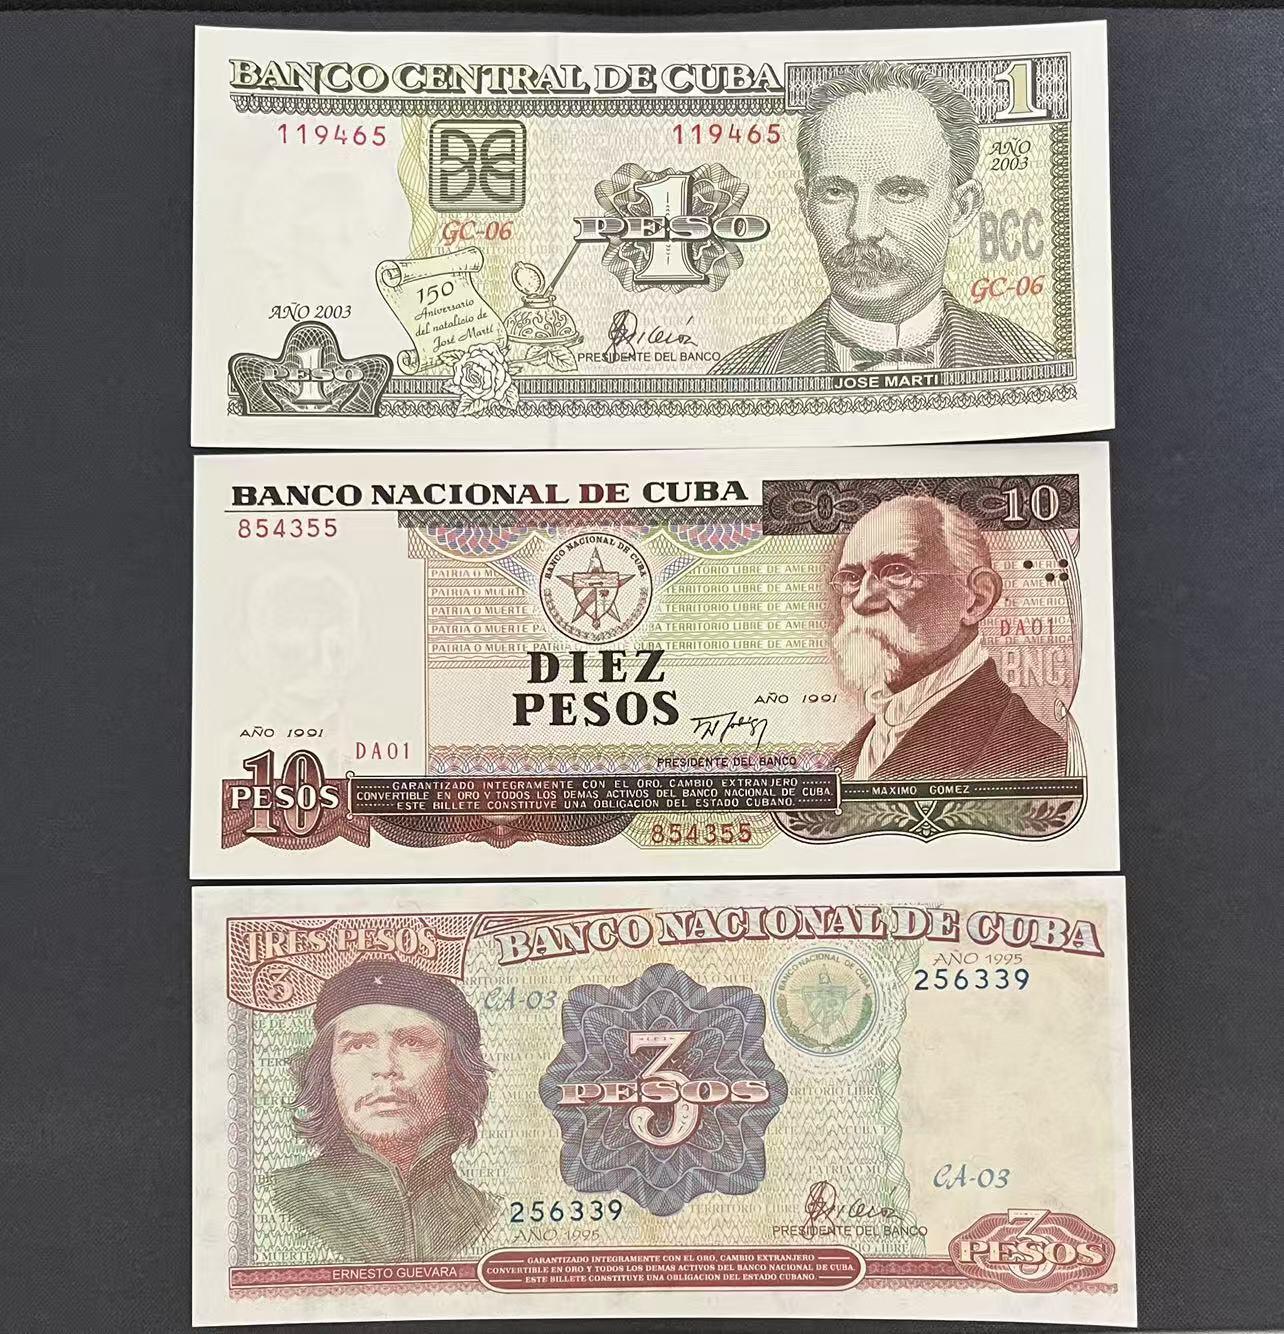 BANCO CENTRAL DE CUBA
1
119465
119465
AÑO
2003
1
PESO
BCC
GC-06
GC-06
150
Aniversario
del natalicio de
José Martí
AÑO 2003
1
PESO
PRESIDENTE DEL BANCO
JOSE MARTI
BANCO NACIONAL DE CUBA
10
854355
BANCO NACIONAL DE CUBA
PATRIA O MUERTE
TERRITORIO LIBRE DE AMERICA
DA01
BNC
DIEZ
PESOS
AÑO 1991
AÑO 1991
DA01
PRESIDENTE DEL BANCO
10
PESOS
GARANTIZADO INTEGRAMENTE CON EL ORO, CAMBIO EXTRANJERO
CONVERTIBLE EN ORO Y TODOS LOS DEMAS ACTIVOS DEL BANCO NACIONAL DE CUBA.
ESTE BILLETE CONSTITUYE UNA OBLIGACION DEL ESTADO CUBANO.
MAXIMO GOMEZ
854355
TRES PESOS
3
BANCO NACIONAL DE CUBA
AÑO 1995
256339
CA-03
BANCO NACIONAL DE CUBA
3
PESOS
CA-03
256339
AÑO 1995
PRESIDENTE DEL BANCO
3
PESOS
ERNESTO GUEVARA
GARANTIZADO INTEGRAMENTE CON EL ORO, CAMBIO EXTRANJERO
CONVERTIBLE EN ORO Y TODOS LOS DEMAS ACTIVOS DEL BANCO NACIONAL DE CUBA.
ESTE BILLETE CONSTITUYE UNA OBLIGACION DEL ESTADO CUBANO.